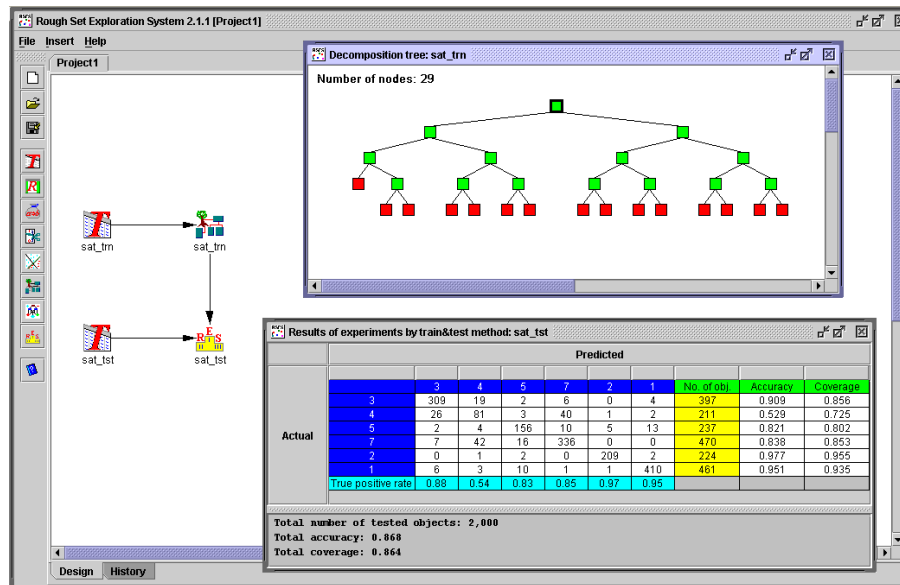 Rough Set Exploration System 2.1.1 [Project1]
File Insert Help
Project1
Decomposition tree: sat_trn
Number of nodes: 29
sat_trn
sat_trn
sat_tst
sat_tst
Results of experiments by train&test method: sat_tst
Predicted
3 4 5 7 2 1 No. of obj. Accuracy Coverage
Actual
3 309 19 2 6 0 4 397 0.909 0.856
4 26 81 3 40 1 2 211 0.529 0.725
5 2 4 156 10 5 13 237 0.821 0.802
7 7 42 16 336 0 0 470 0.838 0.853
2 0 1 2 0 209 2 224 0.977 0.955
1 6 3 10 1 1 410 461 0.951 0.935
True positive rate 0.88 0.54 0.83 0.85 0.97 0.95
Total number of tested objects: 2,000
Total accuracy: 0.868
Total coverage: 0.864
Design History